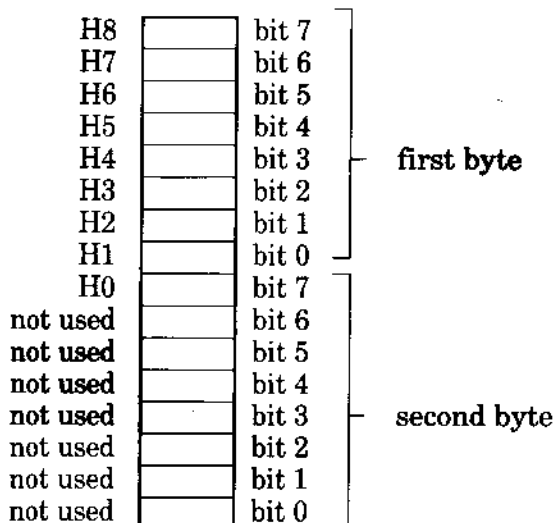 H8 bit 7
H7 bit 6
H6 bit 5
H5 bit 4
H4 bit 3 first byte
H3 bit 2
H2 bit 1
H1 bit 0
H0 bit 7
not used bit 6
not used bit 5
not used bit 4
not used bit 3 second byte
not used bit 2
not used bit 1
not used bit 0